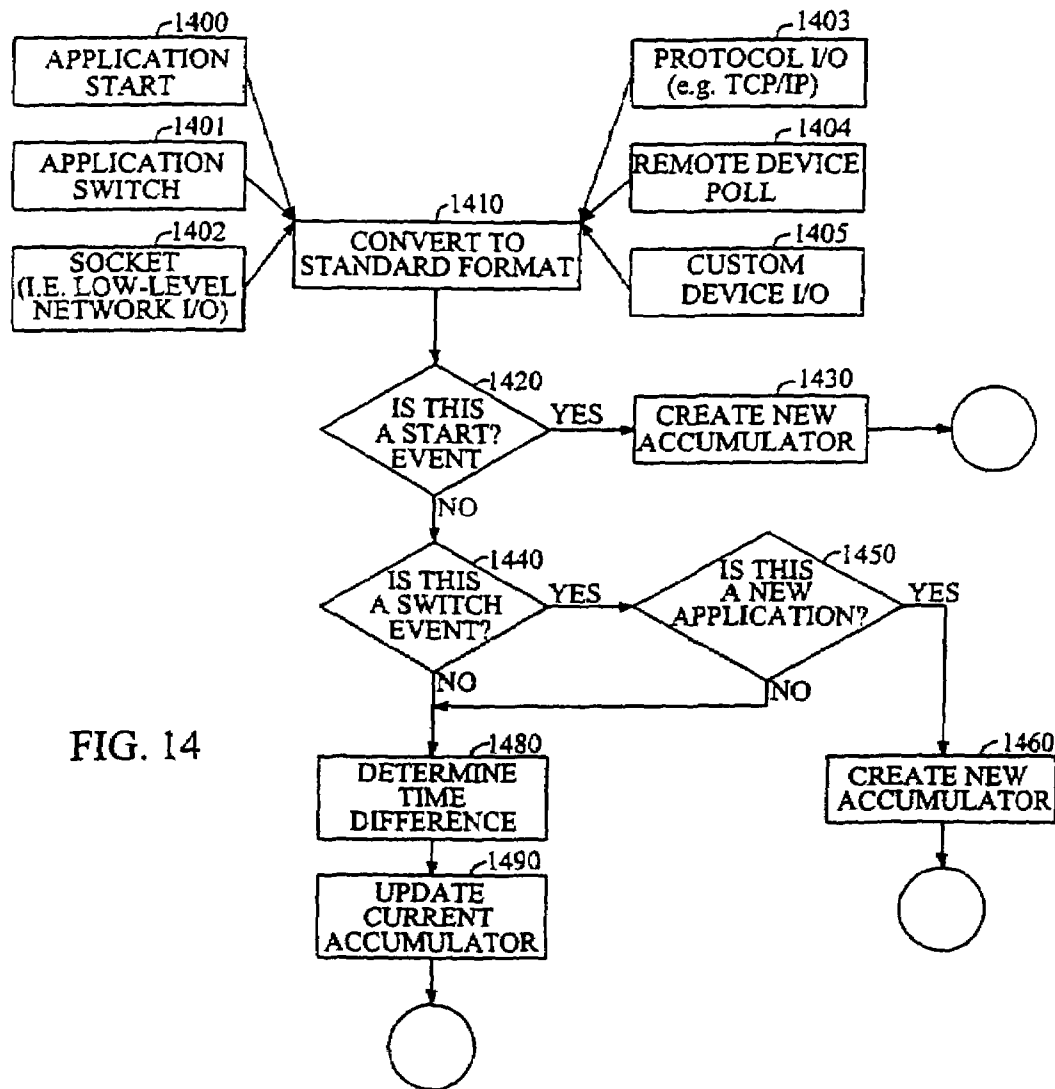 1400
APPLICATION
START
1401
APPLICATION
SWITCH
1402
SOCKET
(I.E. LOW-LEVEL
NETWORK I/O)
1403
PROTOCOL I/O
(e.g. TCP/IP)
1404
REMOTE DEVICE
POLL
1405
CUSTOM
DEVICE I/O
1410
CONVERT TO
STANDARD FORMAT
1420
IS THIS
A START?
EVENT
YES
1430
CREATE NEW
ACCUMULATOR
NO
1440
IS THIS
A SWITCH
EVENT?
YES
1450
IS THIS
A NEW
APPLICATION?
YES
NO
NO
FIG. 14
1480
DETERMINE
TIME
DIFFERENCE
1460
CREATE NEW
ACCUMULATOR
1490
UPDATE
CURRENT
ACCUMULATOR